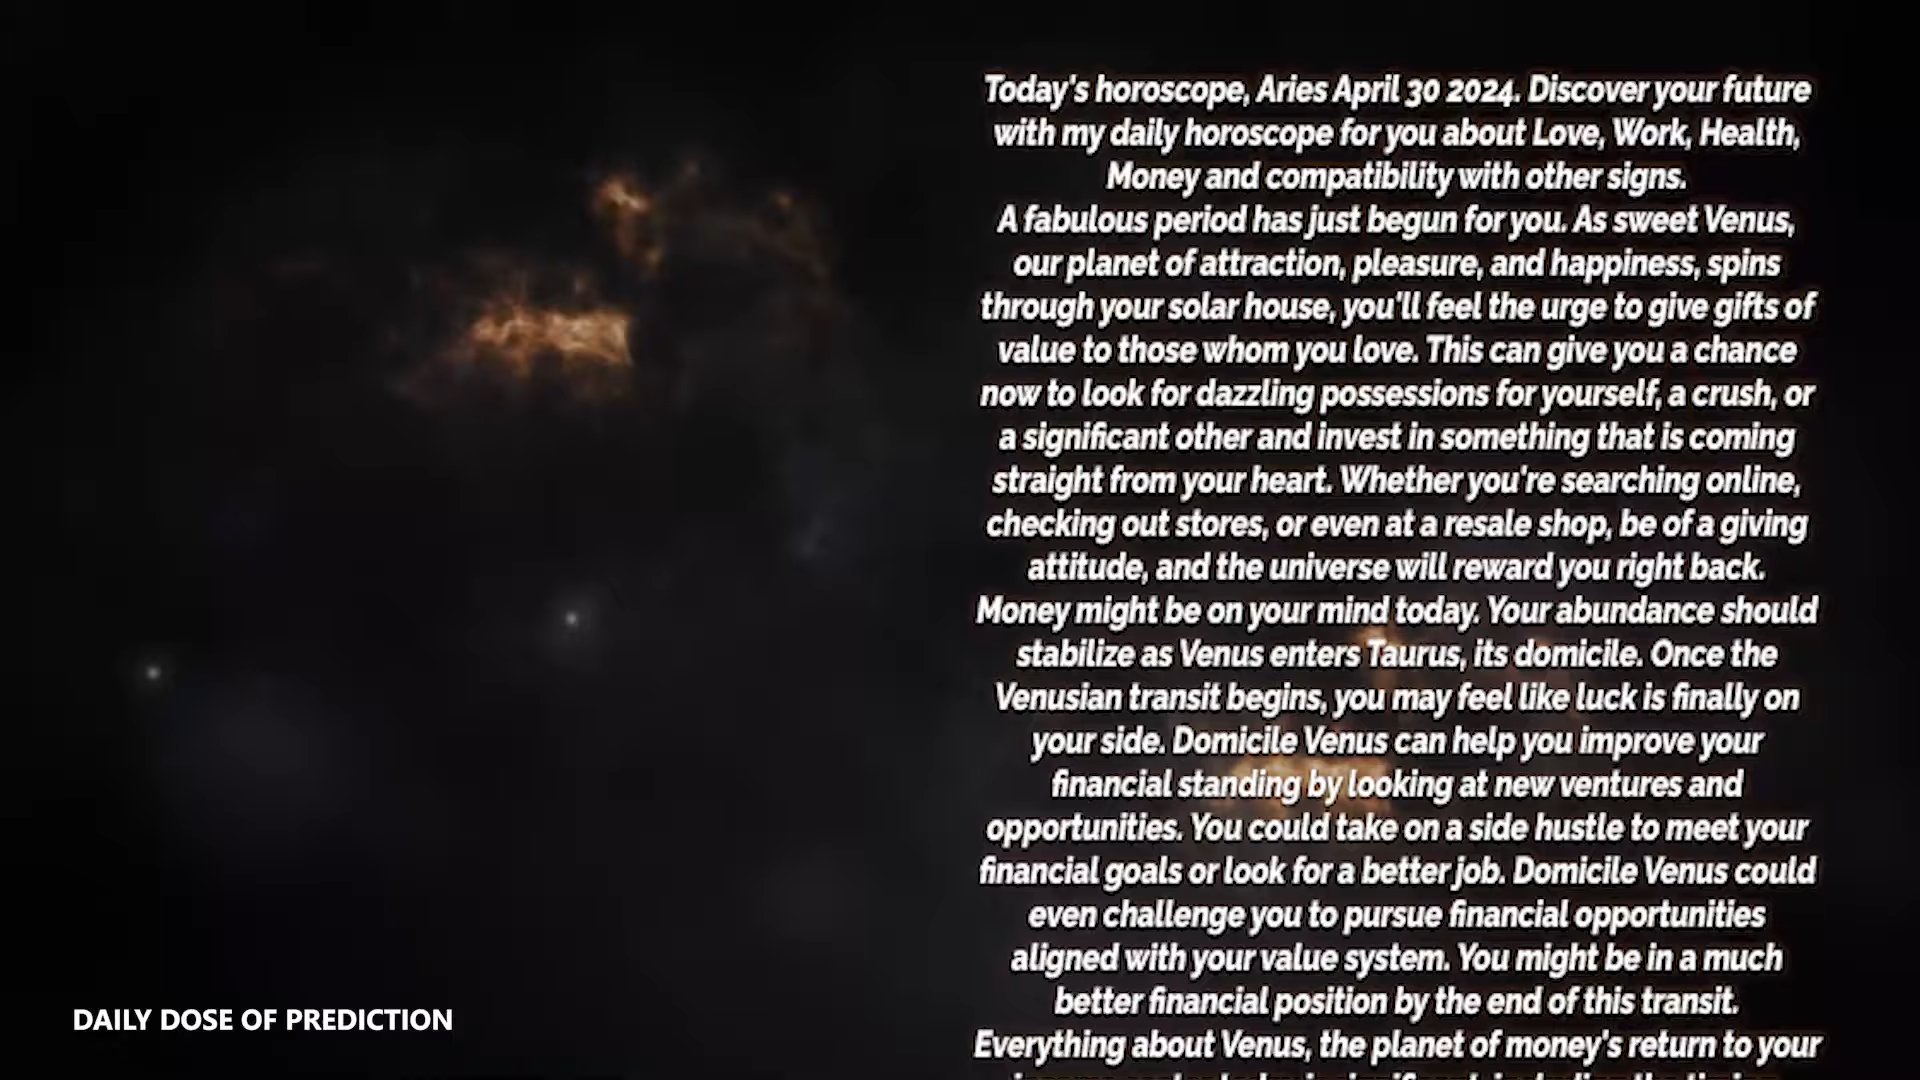 Today's horoscope, Aries April 30 2024. Discover your future
with my daily horoscope for you about Love, Work, Health,
Money and compatibility with other signs.
A fabulous period has just begun for you. As sweet Venus,
our planet of attraction, pleasure, and happiness, spins
through your solar house, you'll feel the urge to give gifts of
value to those whom you love. This can give you a chance
now to look for dazzling possessions for yourself, a crush, or
a significant other and invest in something that is coming
straight from your heart. Whether you're searching online,
checking out stores, or even at a resale shop, be of a giving
attitude, and the universe will reward you right back.
Money might be on your mind today. Your abundance should
stabilize as Venus enters Taurus, its domicile. Once the
Venusian transit begins, you may feel like luck is finally on
your side. Domicile Venus can help you improve your
financial standing by looking at new ventures and
opportunities. You could take on a side hustle to meet your
financial goals or look for a better job. Domicile Venus could
even challenge you to pursue financial opportunities
aligned with your value system. You might be in a much
better financial position by the end of this transit.
Everything about Venus, the planet of money's return to your
DAILY DOSE OF PREDICTION